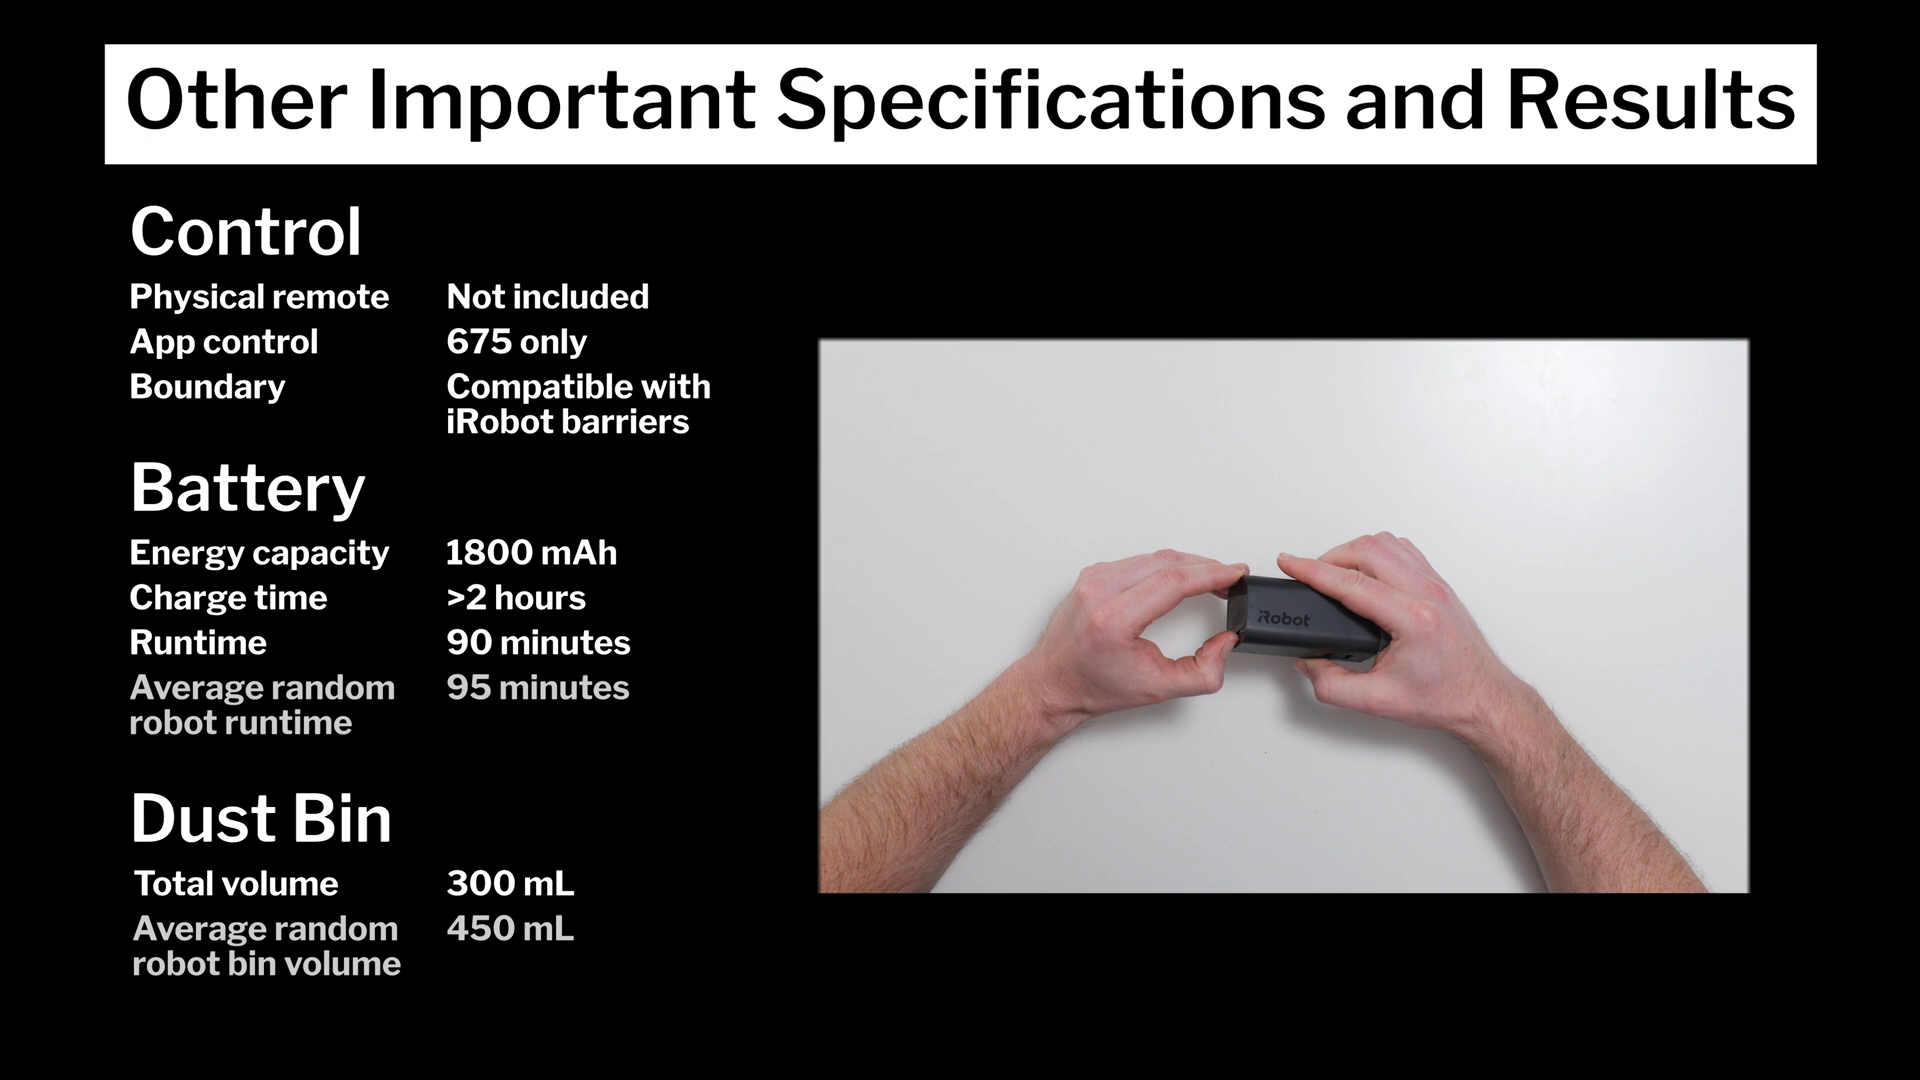 Other Important Specifications and Results
Control
Physical remote Not included
App control 675 only
Boundary Compatible with
iRobot barriers
Battery
Energy capacity 1800 mAh
Charge time >2 hours
Runtime 90 minutes
Average random 95 minutes
robot runtime
Dust Bin
Total volume 300 mL
Average random 450 mL
robot bin volume
iRobot